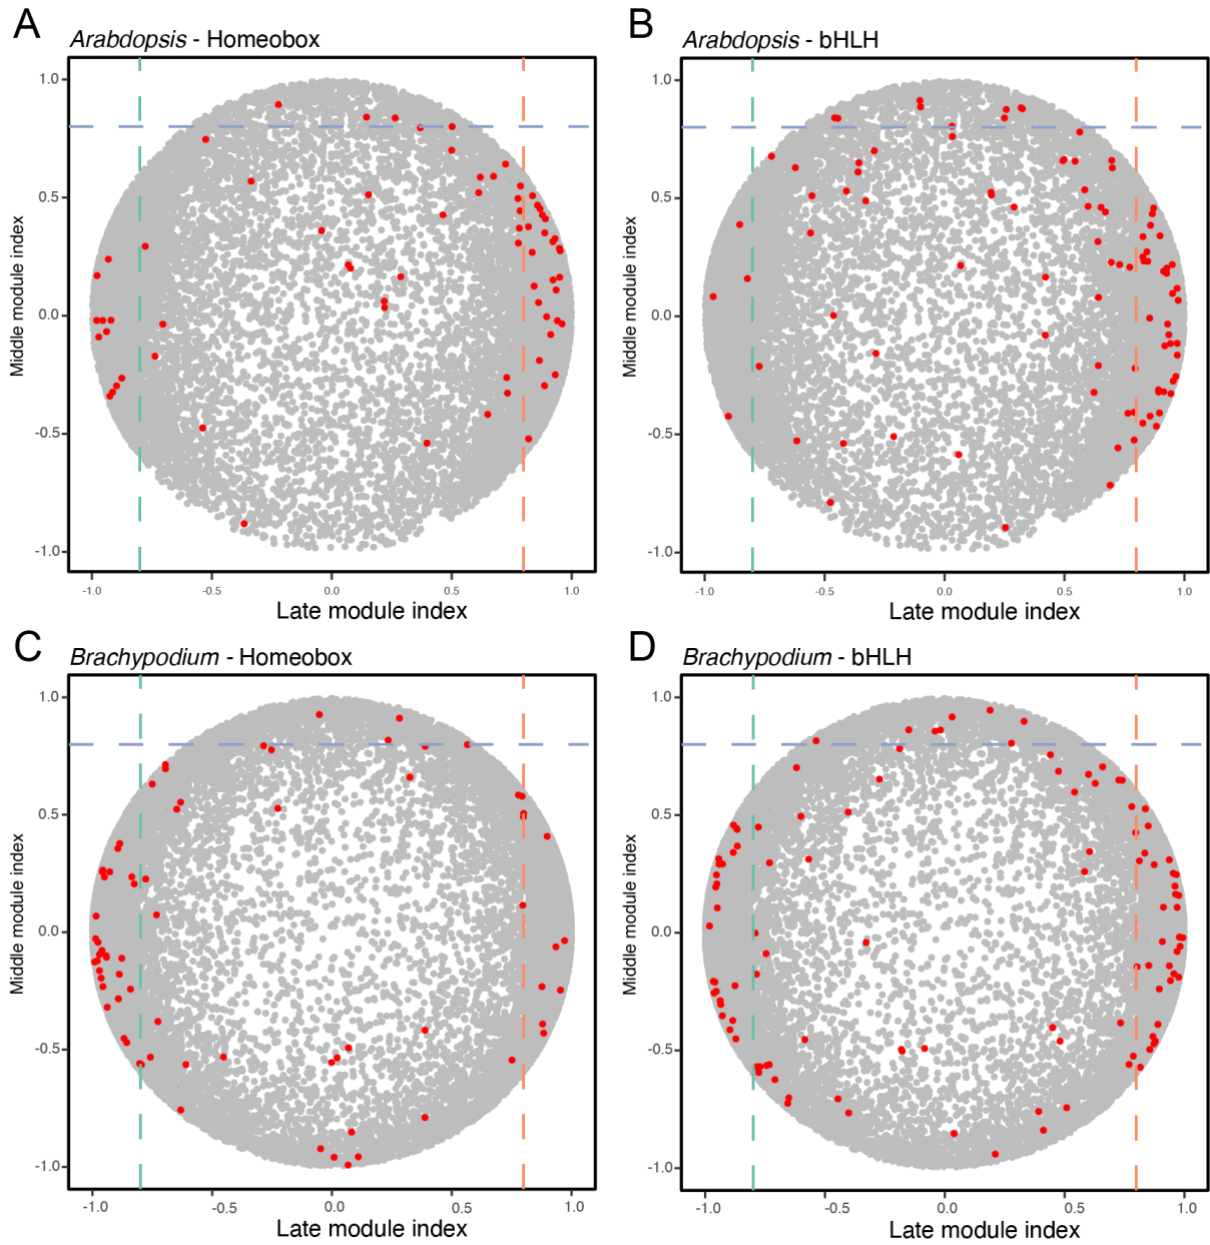 A
Arabdopsis - Homeobox
Middle module index
1.0
0.5
0.0
-0.5
-1.0
-1.0 -0.5 0.0 0.5 1.0
Late module index
B
Arabdopsis - bHLH
Middle module index
1.0
0.5
0.0
-0.5
-1.0
-1.0 -0.5 0.0 0.5 1.0
Late module index
C
Brachypodium - Homeobox
Middle module index
1.0
0.5
0.0
-0.5
-1.0
-1.0 -0.5 0.0 0.5 1.0
Late module index
D
Brachypodium - bHLH
Middle module index
1.0
0.5
0.0
-0.5
-1.0
-1.0 -0.5 0.0 0.5 1.0
Late module index